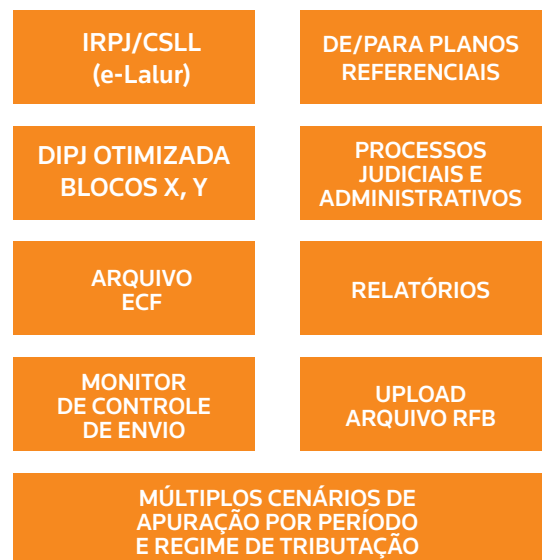 IRPJ/CSLL
(e-Lalur)
DE/PARA PLANOS
REFERENCIAIS
DIPJ OTIMIZADA
BLOCOS X, Y
PROCESSOS
JUDICIAIS E
ADMINISTRATIVOS
ARQUIVO
ECF
RELATÓRIOS
MONITOR
DE CONTROLE
DE ENVIO
UPLOAD
ARQUIVO RFB
MÚLTIPLOS CENÁRIOS DE
APURAÇÃO POR PERÍODO
E REGIME DE TRIBUTAÇÃO